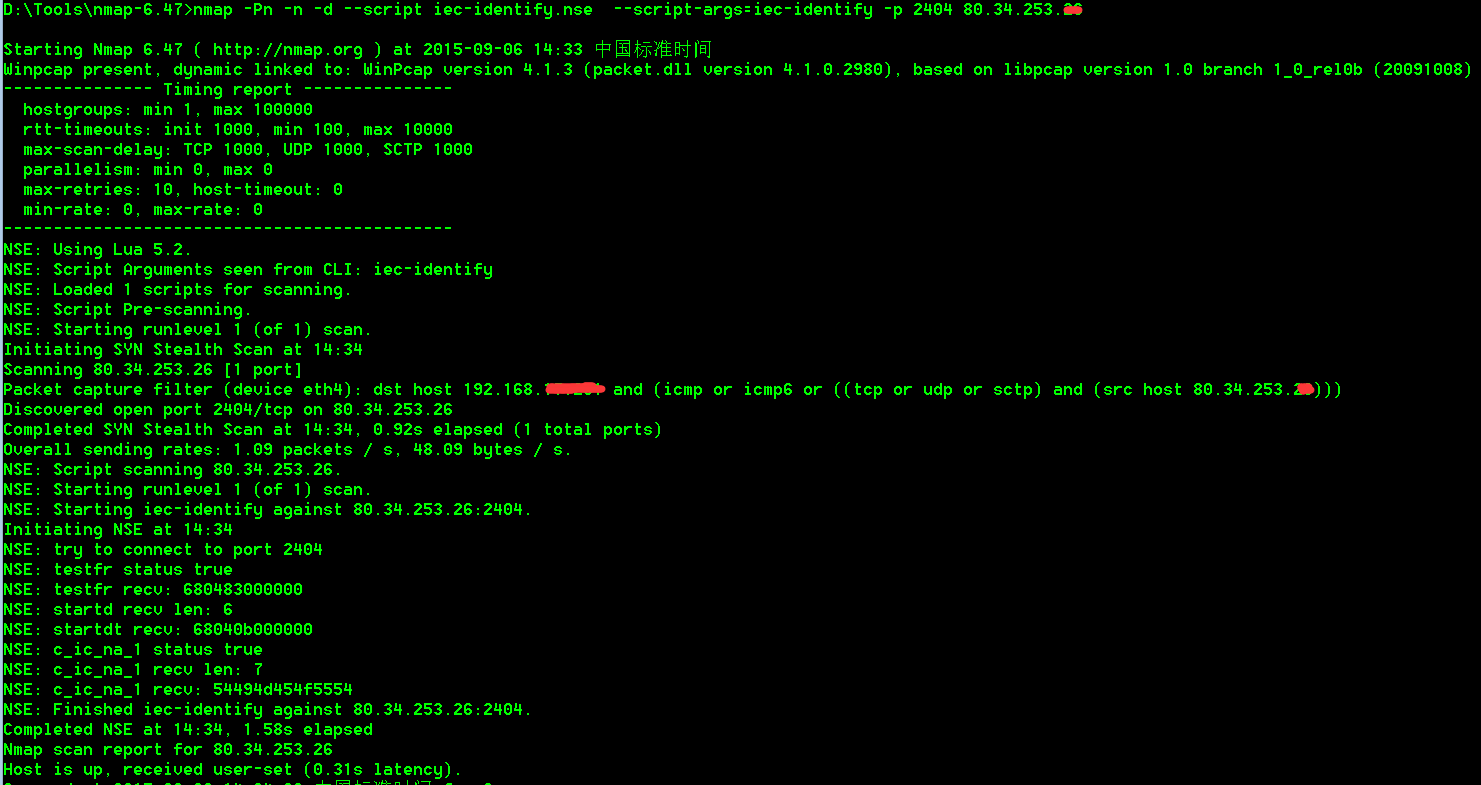 D:\Tools\nmap-6.47>nmap -Pn -n -d --script iec-identify.nse  --script-args=iec-identify -p 2404 80.34.253.
Starting Nmap 6.47 ( http://nmap.org ) at 2015-09-06 14:33 中国标准时间
Winpcap present, dynamic linked to: WinPcap version 4.1.3 (packet.dll version 4.1.0.2980), based on libpcap version 1.0 branch 1_0_rel0b (20091008)
--------------- Timing report ---------------
  hostgroups: min 1, max 100000
  rtt-timeouts: init 1000, min 100, max 10000
  max-scan-delay: TCP 1000, UDP 1000, SCTP 1000
  parallelism: min 0, max 0
  max-retries: 10, host-timeout: 0
  min-rate: 0, max-rate: 0
---------------------------------------------
NSE: Using Lua 5.2.
NSE: Script Arguments seen from CLI: iec-identify
NSE: Loaded 1 scripts for scanning.
NSE: Script Pre-scanning.
NSE: Starting runlevel 1 (of 1) scan.
Initiating SYN Stealth Scan at 14:34
Scanning 80.34.253.26 [1 port]
Packet capture filter (device eth4): dst host 192.168. and (icmp or icmp6 or ((tcp or udp or sctp) and (src host 80.34.253.)))
Discovered open port 2404/tcp on 80.34.253.26
Completed SYN Stealth Scan at 14:34, 0.92s elapsed (1 total ports)
Overall sending rates: 1.09 packets / s, 48.09 bytes / s.
NSE: Script scanning 80.34.253.26.
NSE: Starting runlevel 1 (of 1) scan.
NSE: Starting iec-identify against 80.34.253.26:2404.
Initiating NSE at 14:34
NSE: try to connect to port 2404
NSE: testfr status true
NSE: testfr recv: 680483000000
NSE: startd recv len: 6
NSE: startdt recv: 68040b000000
NSE: c_ic_na_1 status true
NSE: c_ic_na_1 recv len: 7
NSE: c_ic_na_1 recv: 54494d454f5554
NSE: Finished iec-identify against 80.34.253.26:2404.
Completed NSE at 14:34, 1.58s elapsed
Nmap scan report for 80.34.253.26
Host is up, received user-set (0.31s latency).